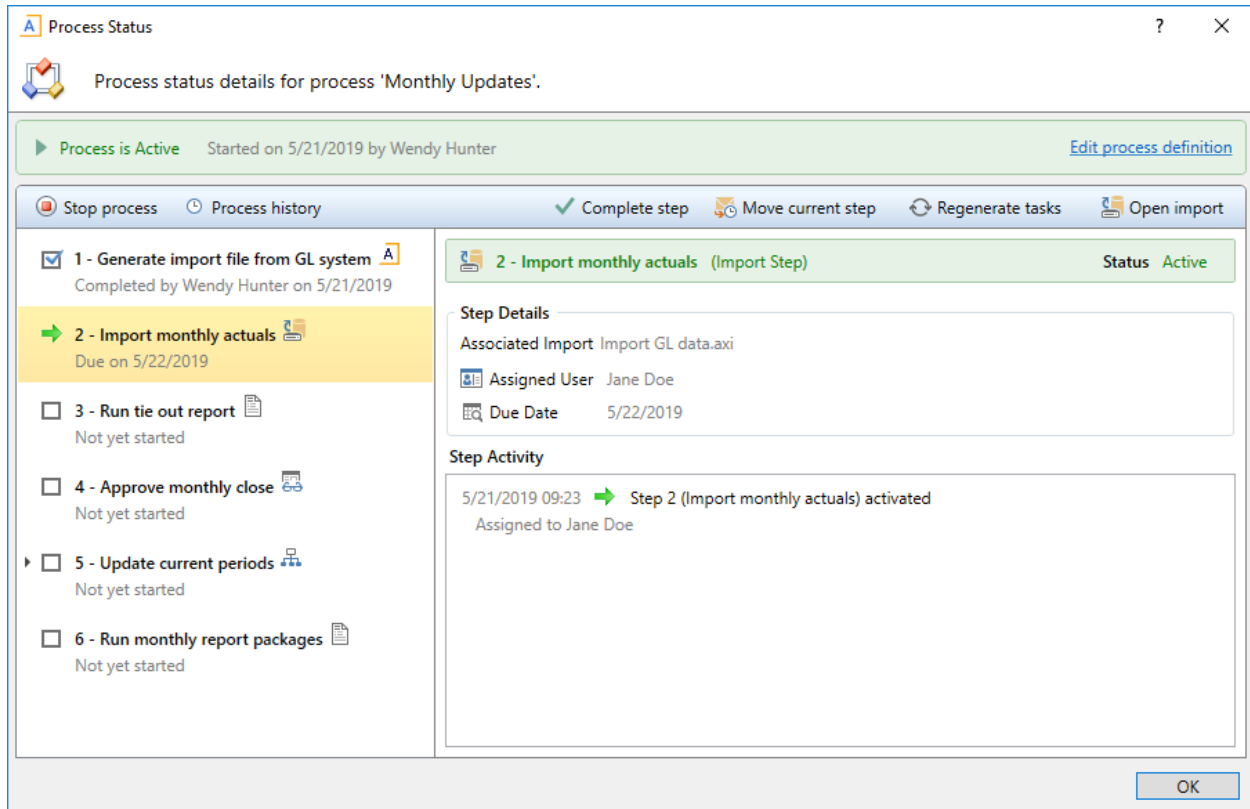 A Process Status ?
Process status details for process 'Monthly Updates'.
Process is Active Started on 5/21/2019 by Wendy Hunter Edit process definition
Stop process Process history Complete step Move current step Regenerate tasks Open import
1 - Generate import file from GL system A
Completed by Wendy Hunter on 5/21/2019
2 - Import monthly actuals
Due on 5/22/2019
3 - Run tie out report
Not yet started
4 - Approve monthly close
Not yet started
5 - Update current periods
Not yet started
6 - Run monthly report packages
Not yet started
2 - Import monthly actuals (Import Step) Status Active
Step Details
Associated Import Import GL data.axi
Assigned User Jane Doe
Due Date 5/22/2019
Step Activity
5/21/2019 09:23 Step 2 (Import monthly actuals) activated
Assigned to Jane Doe
OK